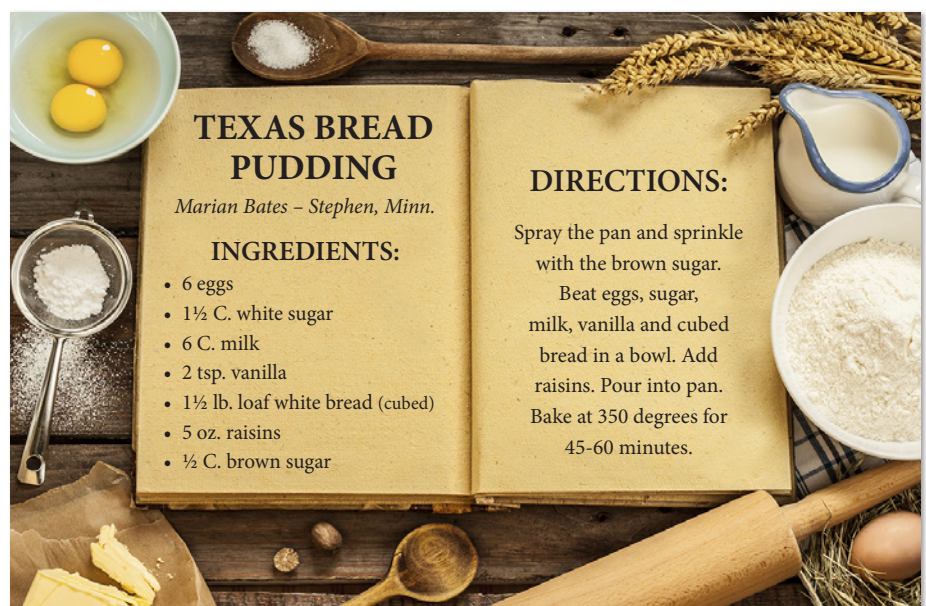 TEXAS BREAD
PUDDING
Marian Bates – Stephen, Minn.
INGREDIENTS:
• 6 eggs
• 1½ C. white sugar
• 6 C. milk
• 2 tsp. vanilla
• 1½ lb. loaf white bread (cubed)
• 5 oz. raisins
• ½ C. brown sugar
DIRECTIONS:
Spray the pan and sprinkle
with the brown sugar.
Beat eggs, sugar,
milk, vanilla and cubed
bread in a bowl. Add
raisins. Pour into pan.
Bake at 350 degrees for
45-60 minutes.